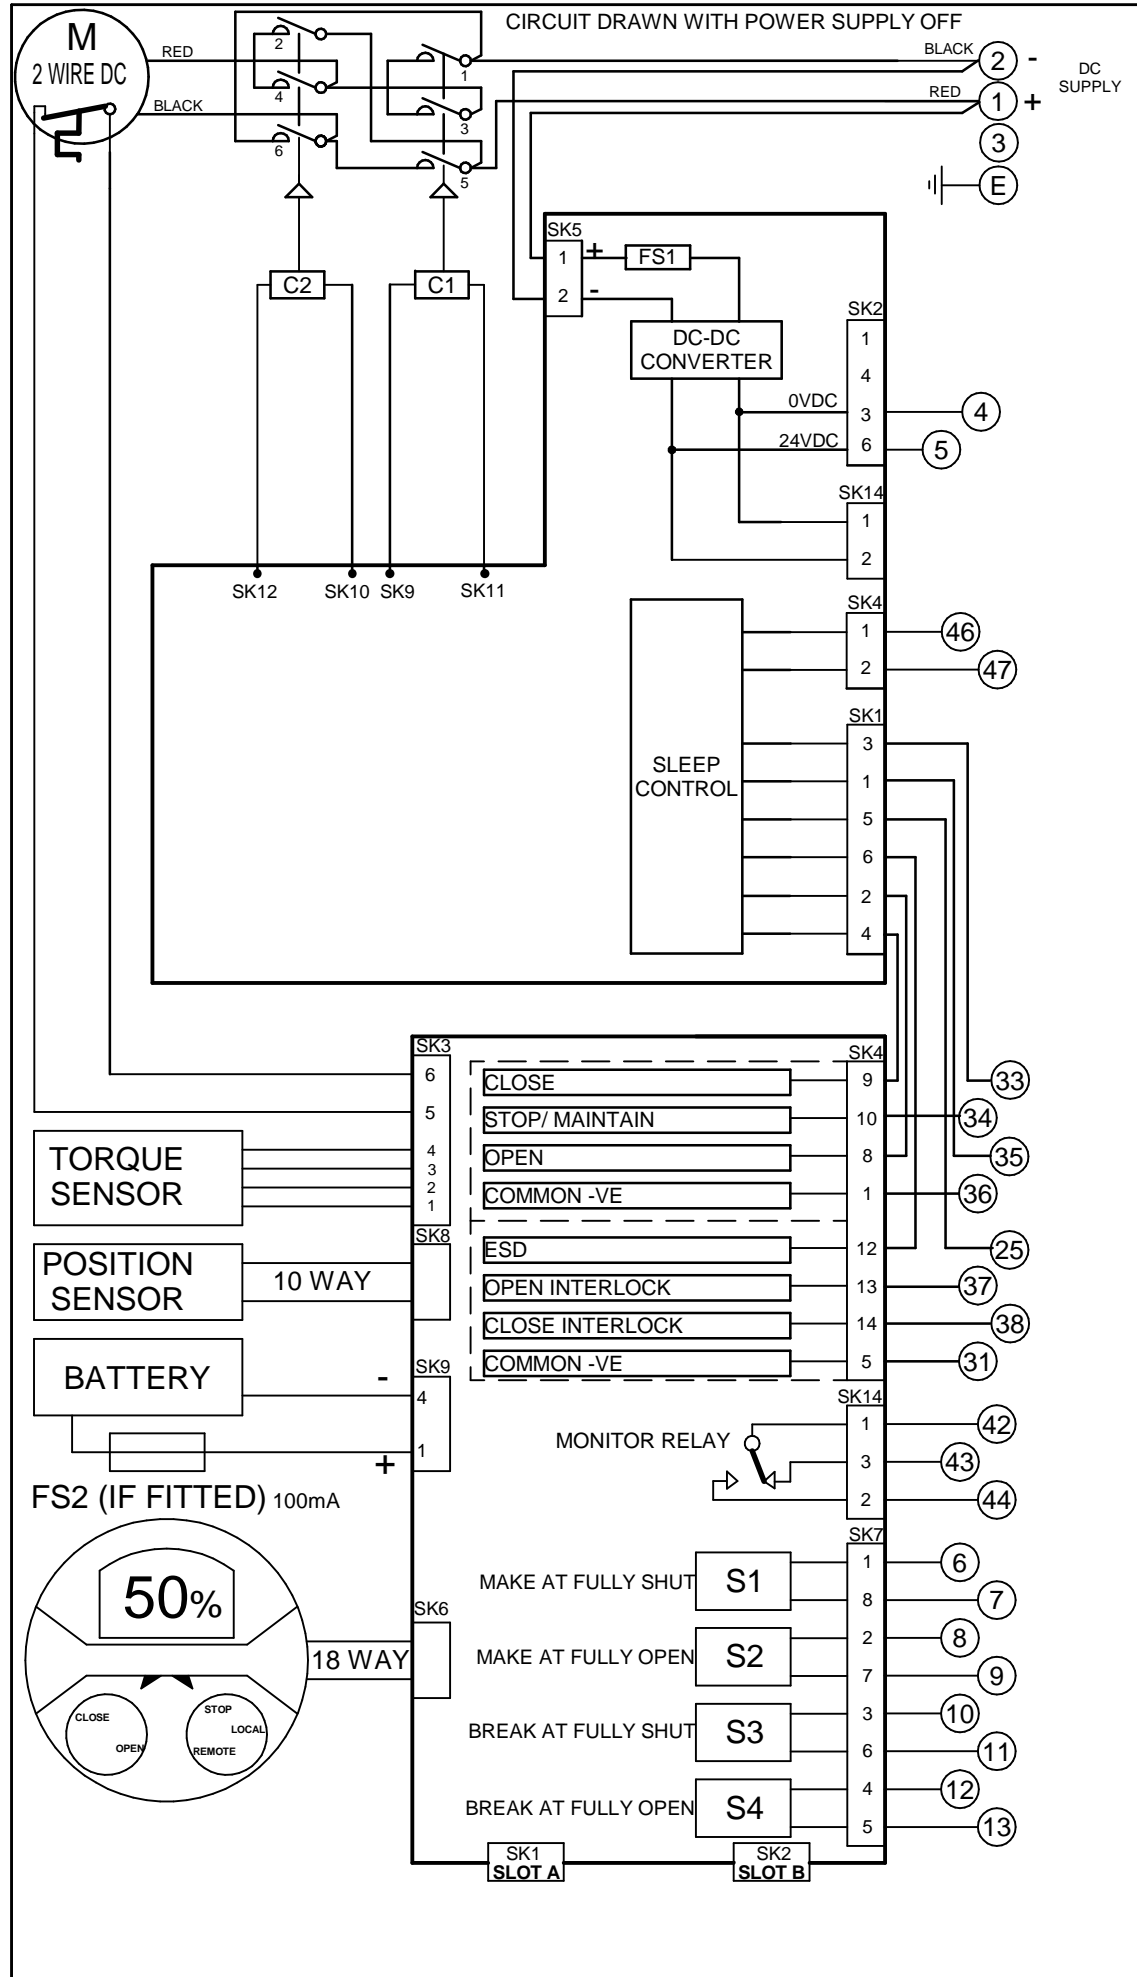 CIRCUIT DRAWN WITH POWER SUPPLY OFF
M
2 WIRE DC
RED
BLACK
2
4
6
1
3
5
BLACK
2
-
RED
1
+
DC
SUPPLY
3
E
C2
C1
SK12
SK10
SK9
SK11
SK5
1
+
2
-
FS1
DC-DC
CONVERTER
0VDC
24VDC
SK2
1
4
3
6
4
5
SK14
1
2
SLEEP
CONTROL
SK4
1
2
46
47
SK1
3
1
5
6
2
4
SK3
6
5
4
3
2
1
TORQUE
SENSOR
POSITION
SENSOR
10 WAY
SK8
BATTERY
-
+
SK9
4
1
FS2 (IF FITTED) 100mA
50%
CLOSE
OPEN
STOP
LOCAL
REMOTE
18 WAY
SK6
SK4
CLOSE
9
33
STOP/ MAINTAIN
10
34
OPEN
8
35
COMMON -VE
1
36
ESD
12
25
OPEN INTERLOCK
13
37
CLOSE INTERLOCK
14
38
COMMON -VE
5
31
SK14
MONITOR RELAY
1
42
3
43
2
44
SK7
MAKE AT FULLY SHUT
S1
1
6
8
7
MAKE AT FULLY OPEN
S2
2
8
7
9
BREAK AT FULLY SHUT
S3
3
10
6
11
BREAK AT FULLY OPEN
S4
4
12
5
13
SK1
SLOT A
SK2
SLOT B